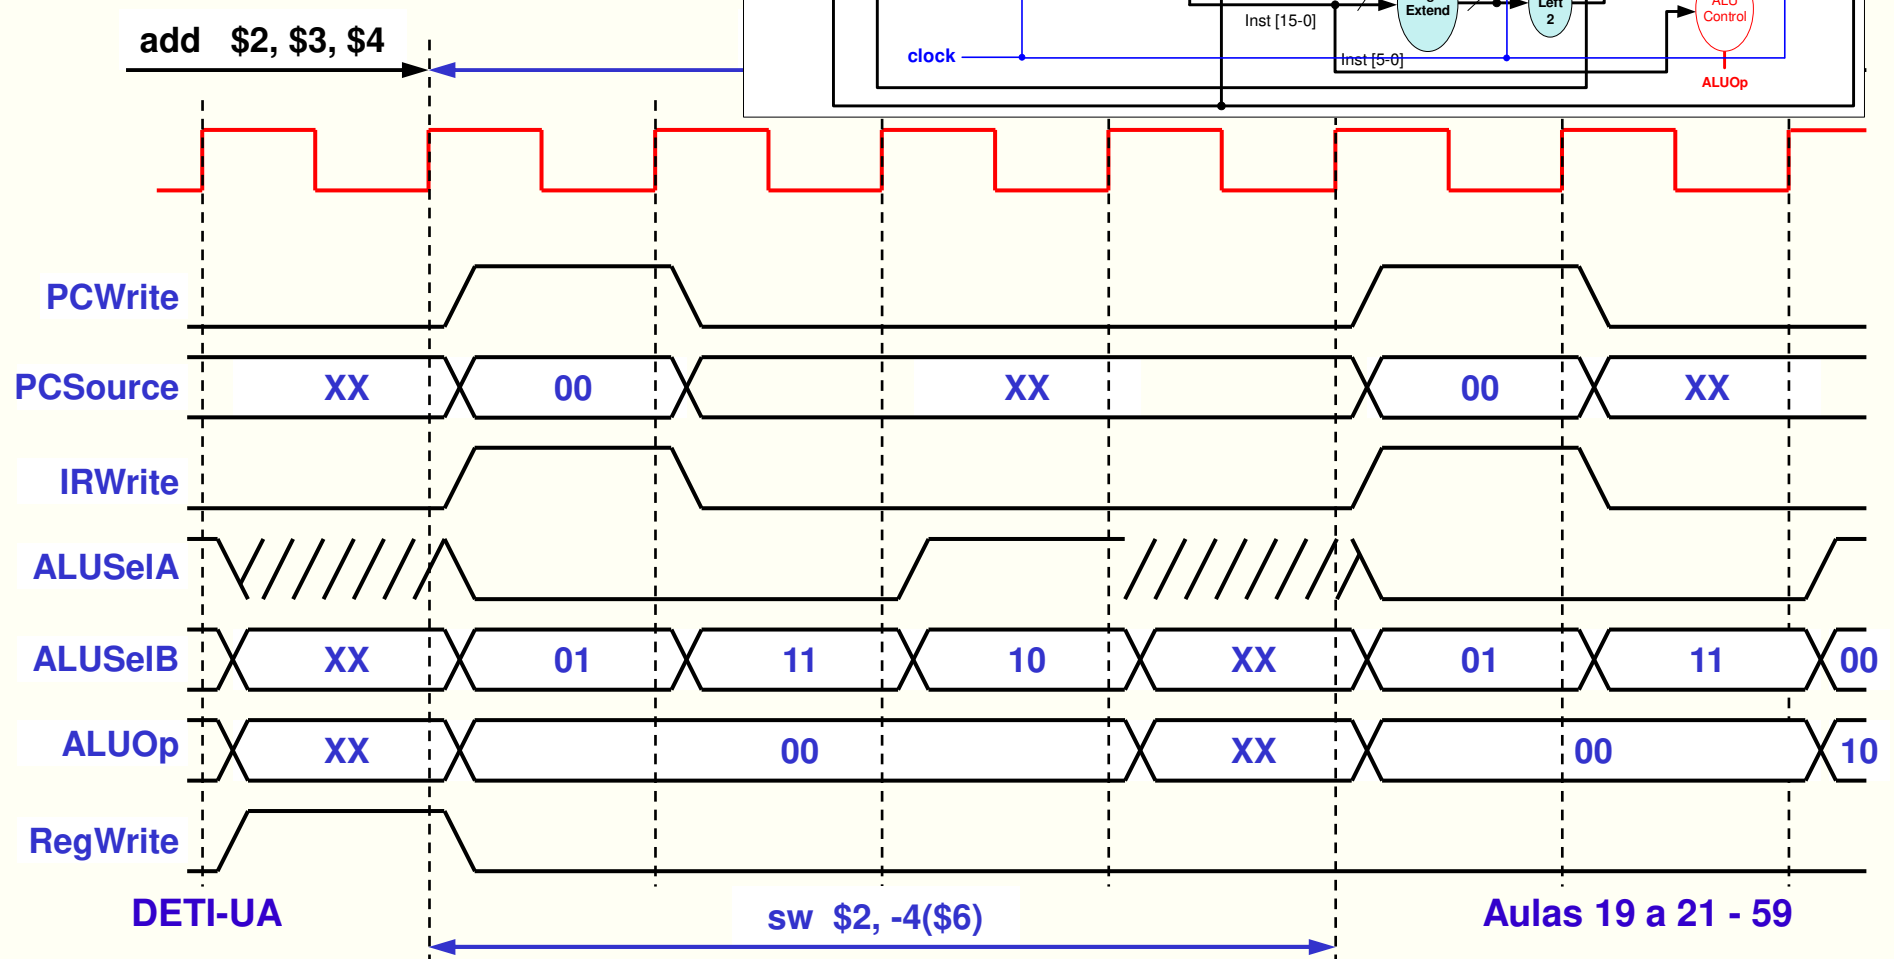 add $2, $3, $4
Extend
Left
2
ALU
Control
Inst [15-0]
clock
Inst [5-0]
ALUOp
PCWrite
PCSource XX 00 XX 00 XX
IRWrite
ALUSelA
ALUSelB XX 01 11 10 XX 01 11 00
ALUOp XX 00 XX 00 10
RegWrite
DETI-UA
sw $2, -4($6)
Aulas 19 a 21 - 59